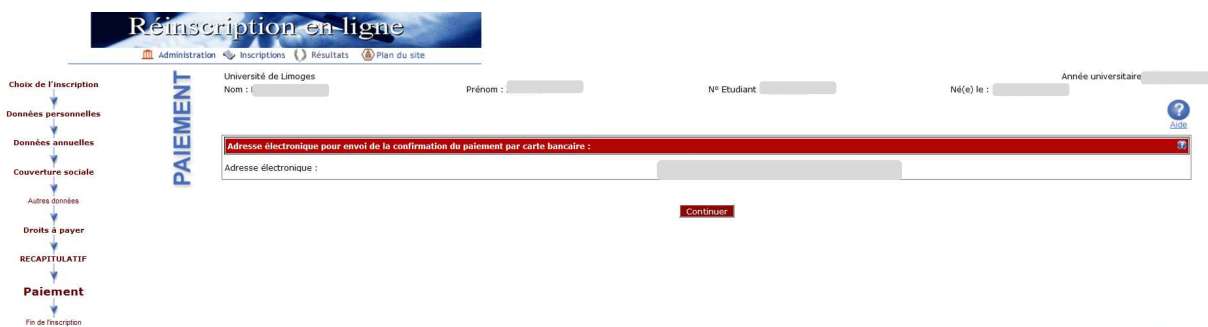 Réinscription en ligne
Administration Inscriptions Résultats Plan du site
Choix de l'inscription
Données personnelles
Données annuelles
Couverture sociale
Autres données
Droits à payer
RECAPITULATIF
Paiement
Fin de l'inscription
PAIEMENT
Université de Limoges Année universitaire
Nom : Prénom : N° Etudiant Né(e) le :
? Aide
Adresse électronique pour envoi de la confirmation du paiement par carte bancaire : ?
Adresse électronique :
Continuer